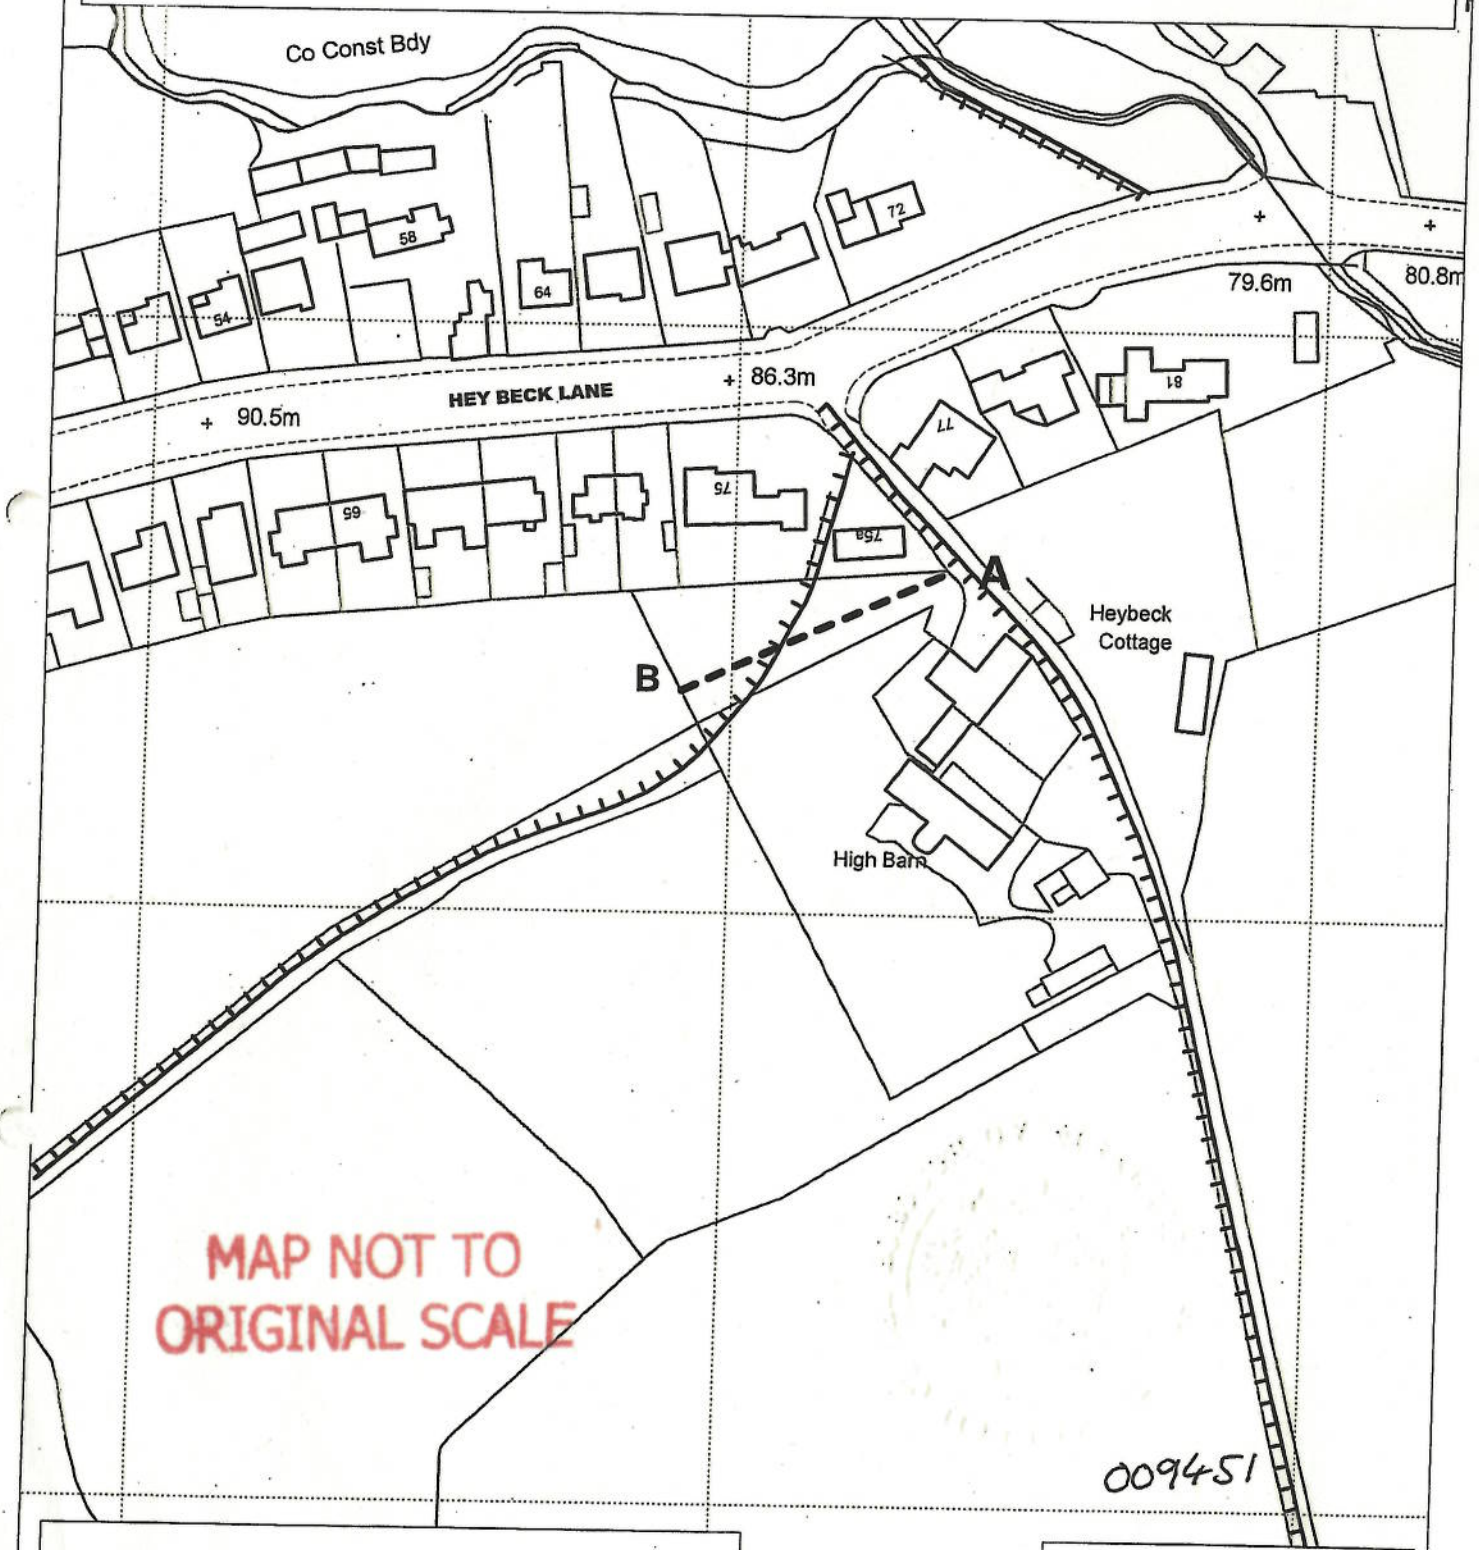 Co Const Bdy
72
58
64
54
79.6m
80.8m
86.3m
HEY BECK LANE
90.5m
81
77
75
65
75a
A
Heybeck
Cottage
B
High Barn
MAP NOT TO
ORIGINAL SCALE
009451